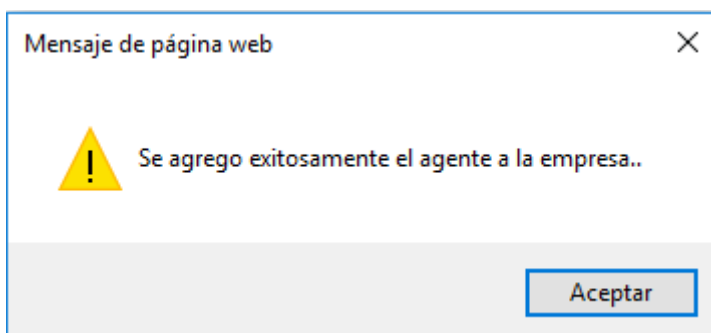 Mensaje de página web
Se agrego exitosamente el agente a la empresa..
Aceptar